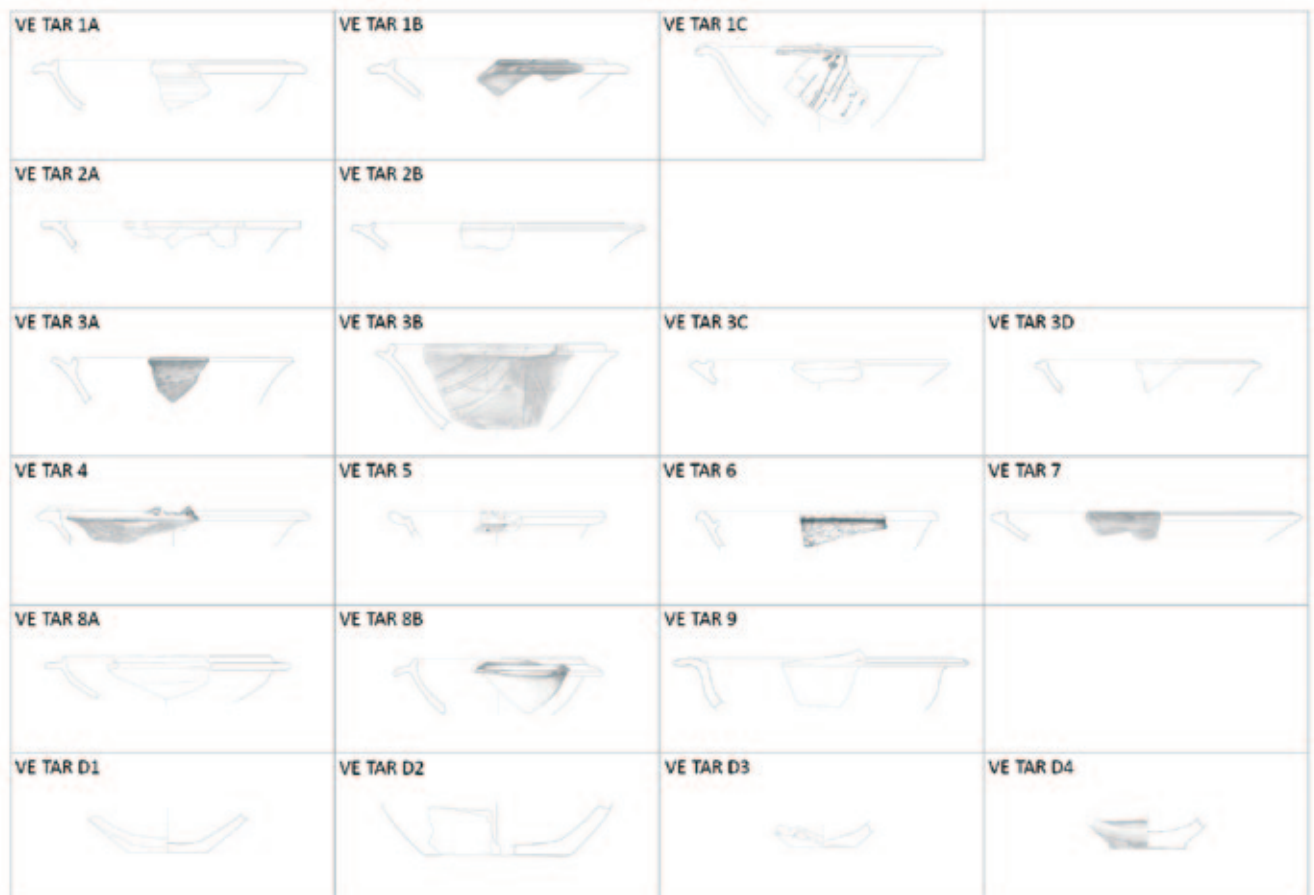 VE TAR 1A
VE TAR 1B
VE TAR 1C
VE TAR 2A
VE TAR 2B
VE TAR 3A
VE TAR 3B
VE TAR 3C
VE TAR 3D
VE TAR 4
VE TAR 5
VE TAR 6
VE TAR 7
VE TAR 8A
VE TAR 8B
VE TAR 9
VE TAR D1
VE TAR D2
VE TAR D3
VE TAR D4